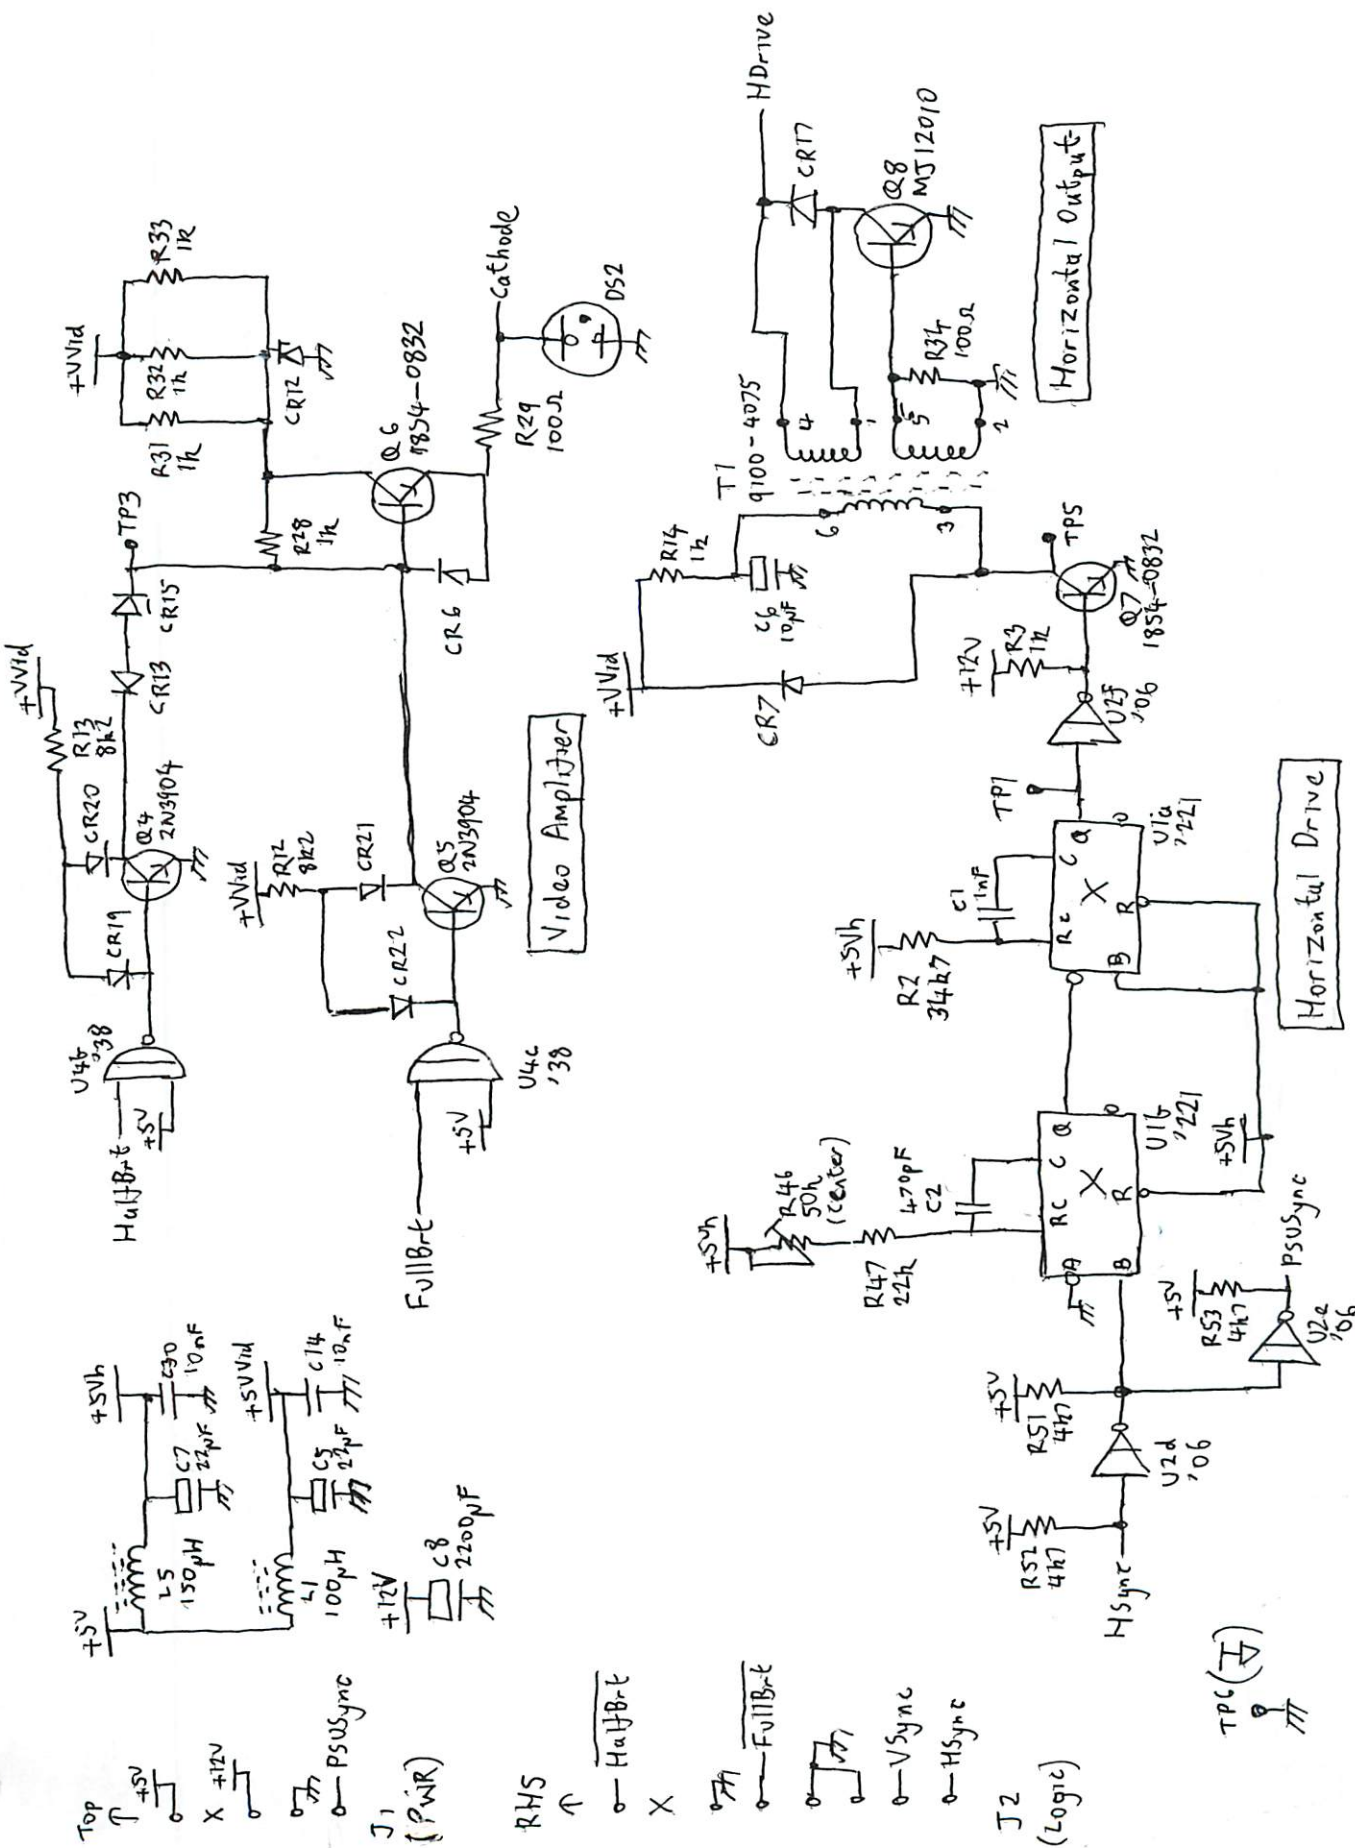 Top
↑
+5V
X
+12V
PSUSync
J1
(PWR)
RHS
↑
HalfBrt
X
FullBrt
VSync
HSync
J2
(Logic)
+5V
L5
150µH
C7
22µF
+5Vh
C30
10nF
L1
100µH
C5
22µF
+5VVid
C14
10nF
+12V
C8
2200µF
TP6
HalfBrt
+5V
U4b
'38
CR19
CR20
R13
8k2
+VVid
Q4
2N3904
CR13
CR15
TP3
FullBrt
+5V
U4c
'38
+VVid
R12
8k2
CR21
CR22
Q5
2N3904
Video Amplifier
R28
1k
R31
1k
R32
1k
R33
1k
+VVid
CR12
Q6
1854-0832
CR6
R29
100Ω
Cathode
DS2
HSync
+5V
R52
4k7
U2d
'06
+5V
R51
4k7
+5V
R53
4k7
U2e
'06
PSUSync
+5Vh
R46
50k
(center)
R47
22k
470pF
C2
A
B
RC
C
Q
X
R
U1b
'221
+5Vh
+5Vh
R2
34k7
C1
1nF
B
RC
C
Q
X
R
U1a
'221
TP1
U2f
'06
+12V
R3
1k
Q7
1854-0832
TP5
Horizontal Drive
+VVid
CR7
R14
1k
C6
10µF
T1
9100-4075
6
3
4
1
5
2
R34
100Ω
Q8
MJ12010
CR17
HDrive
Horizontal Output